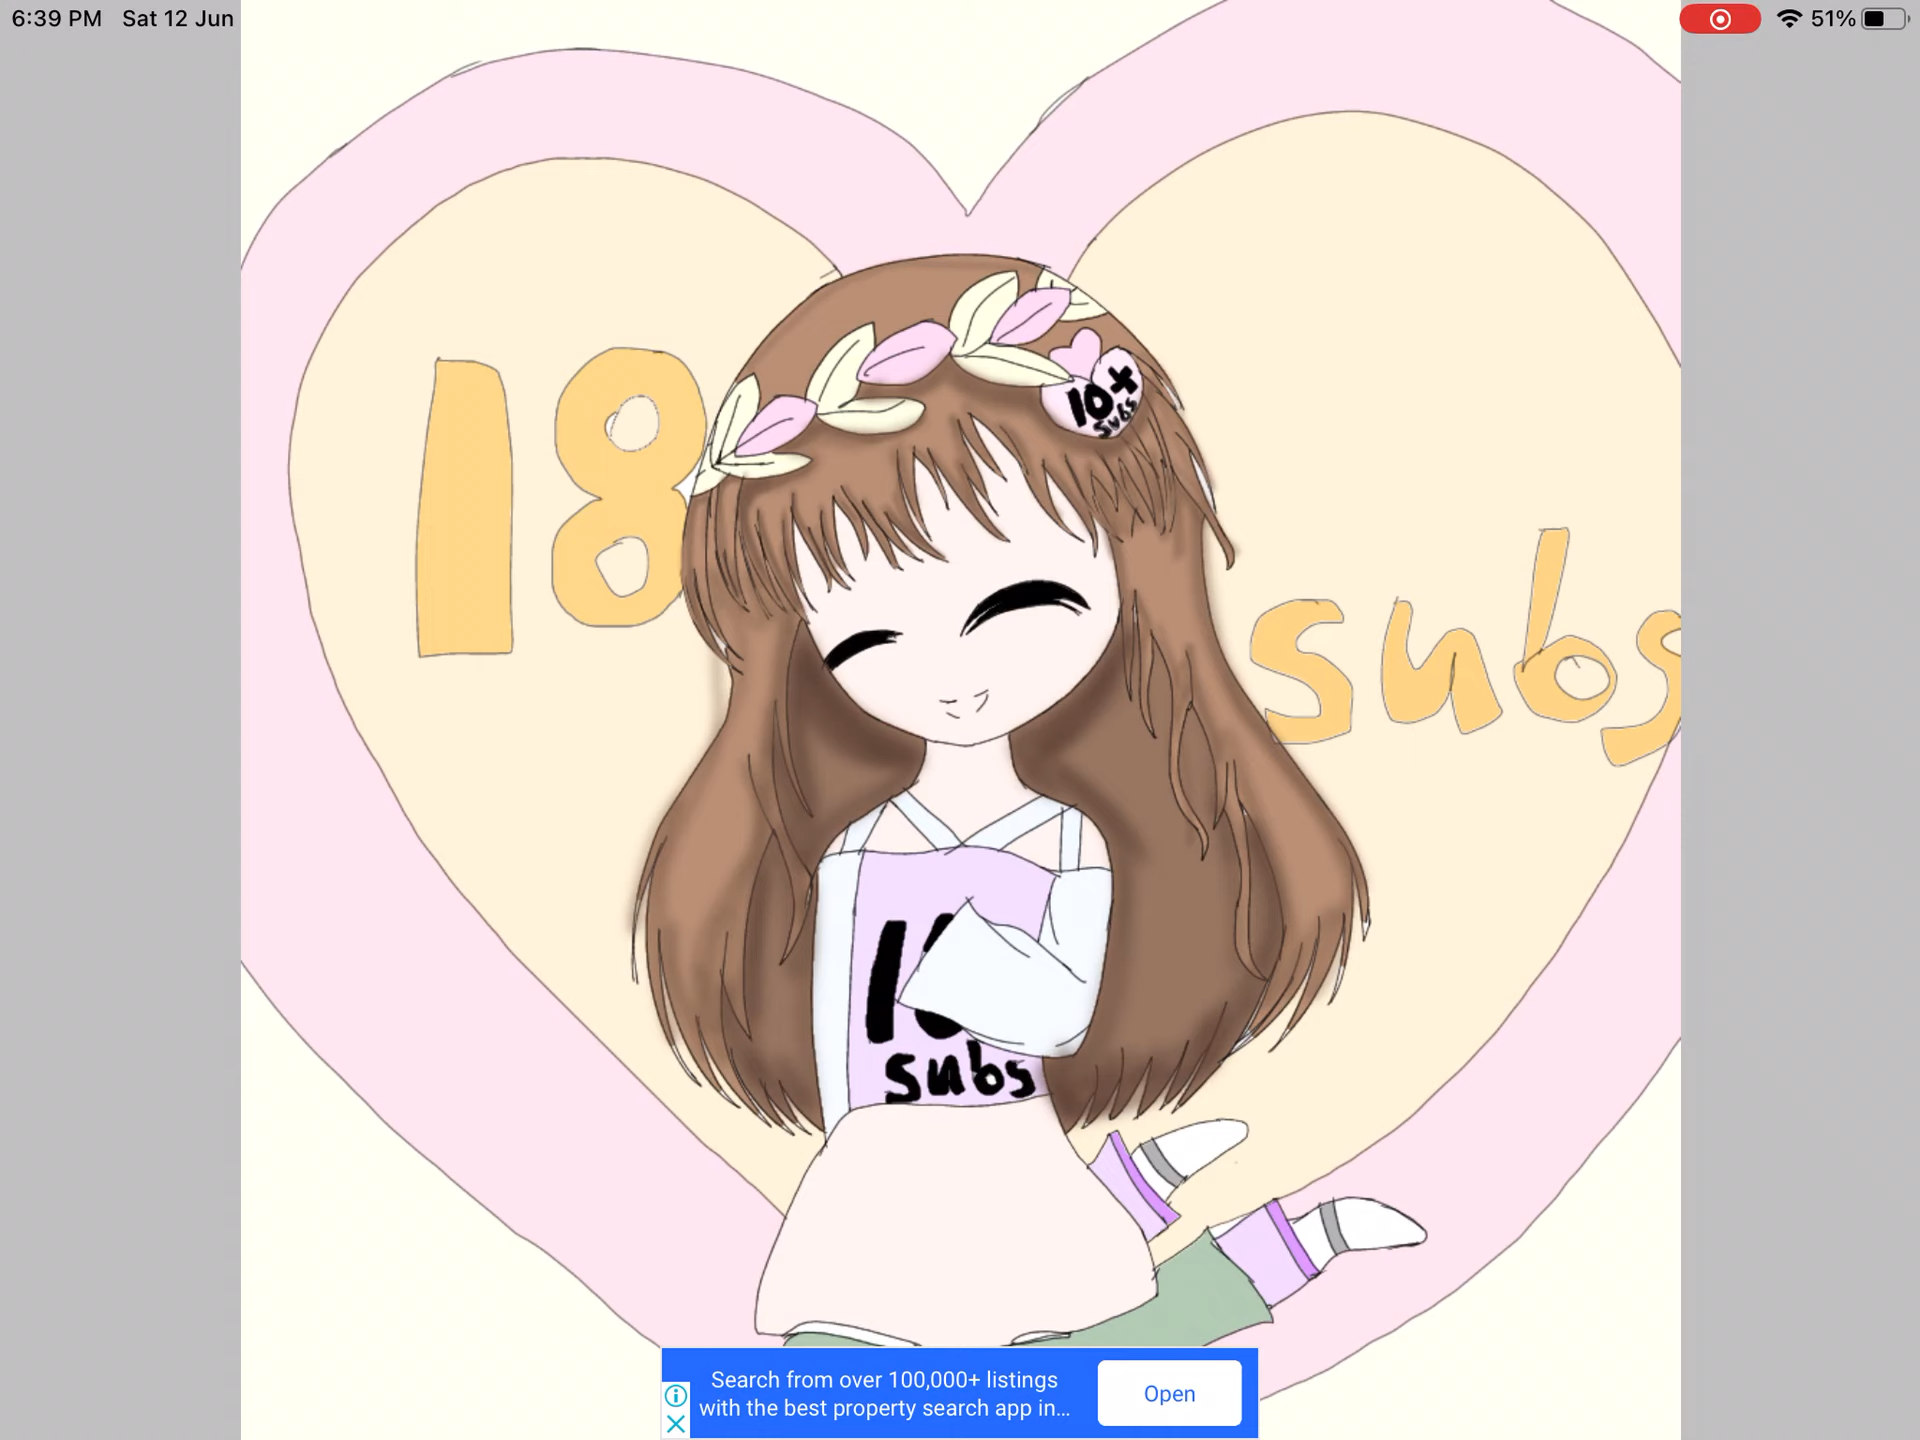 6:39 PM Sat 12 Jun
51%
10+
subs
18
subs
subs
Search from over 100,000+ listings
with the best property search app in...
Open